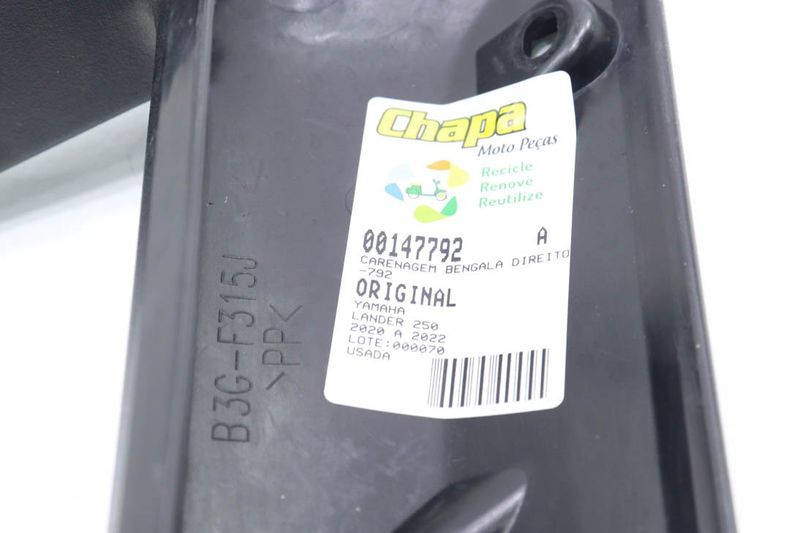 Chapa
Moto Peças
Recicle
Renove
Reutilize
00147792 A
CARENAGEM BENGALA DIREITO
-792
ORIGINAL
YAMAHA
LANDER 250
2020 A 2022
LOTE:000070
USADA
B3G-F315J
>PP<